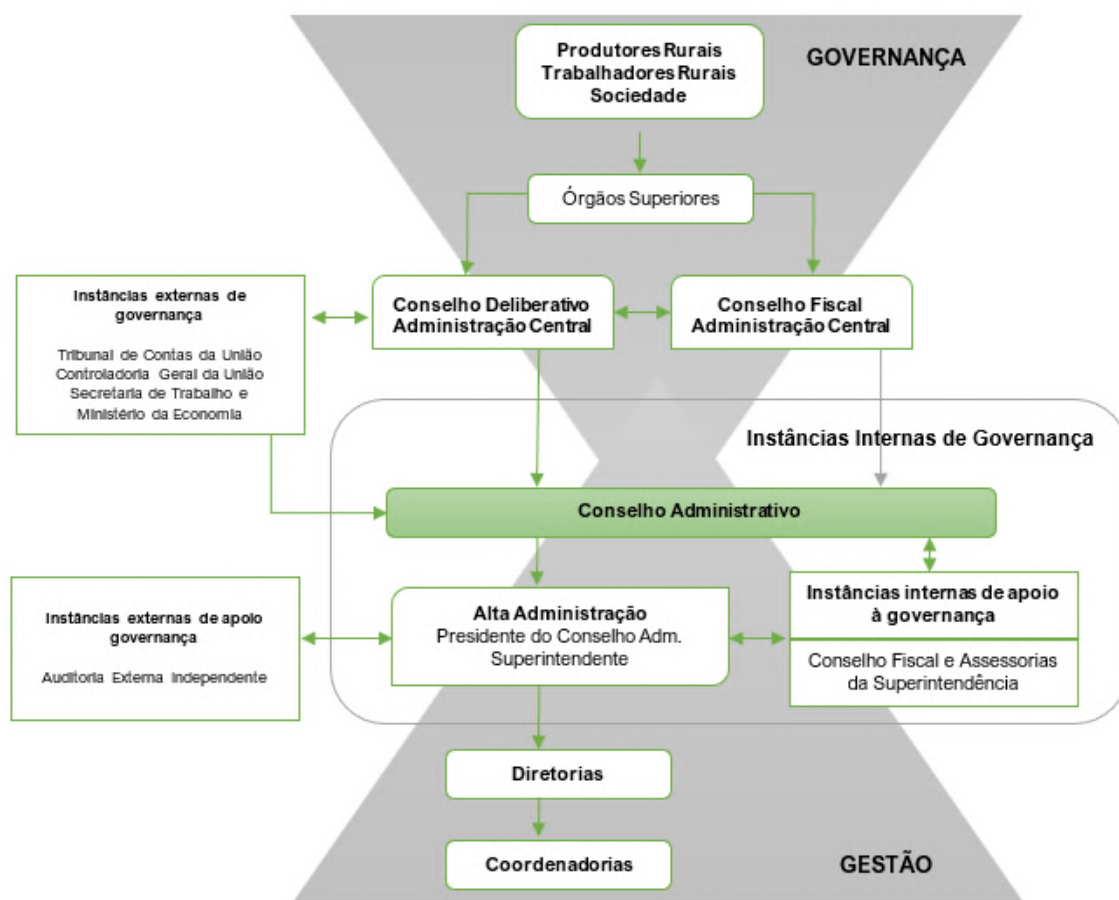 GOVERNANÇA
Produtores Rurais
Trabalhadores Rurais
Sociedade
Órgãos Superiores
Instâncias externas de
governança
Tribunal de Contas da União
Controladoria Geral da União
Secretaria de Trabalho e
Ministério da Economia
Conselho Deliberativo
Administração Central
Conselho Fiscal
Administração Central
Instâncias Internas de Governança
Conselho Administrativo
Instâncias externas de apoio
governança
Auditoria Externa Independente
Alta Administração
Presidente do Conselho Adm.
Superintendente
Instâncias internas de apoio
à governança
Conselho Fiscal e Assessorias
da Superintendência
Diretorias
Coordenadorias
GESTÃO